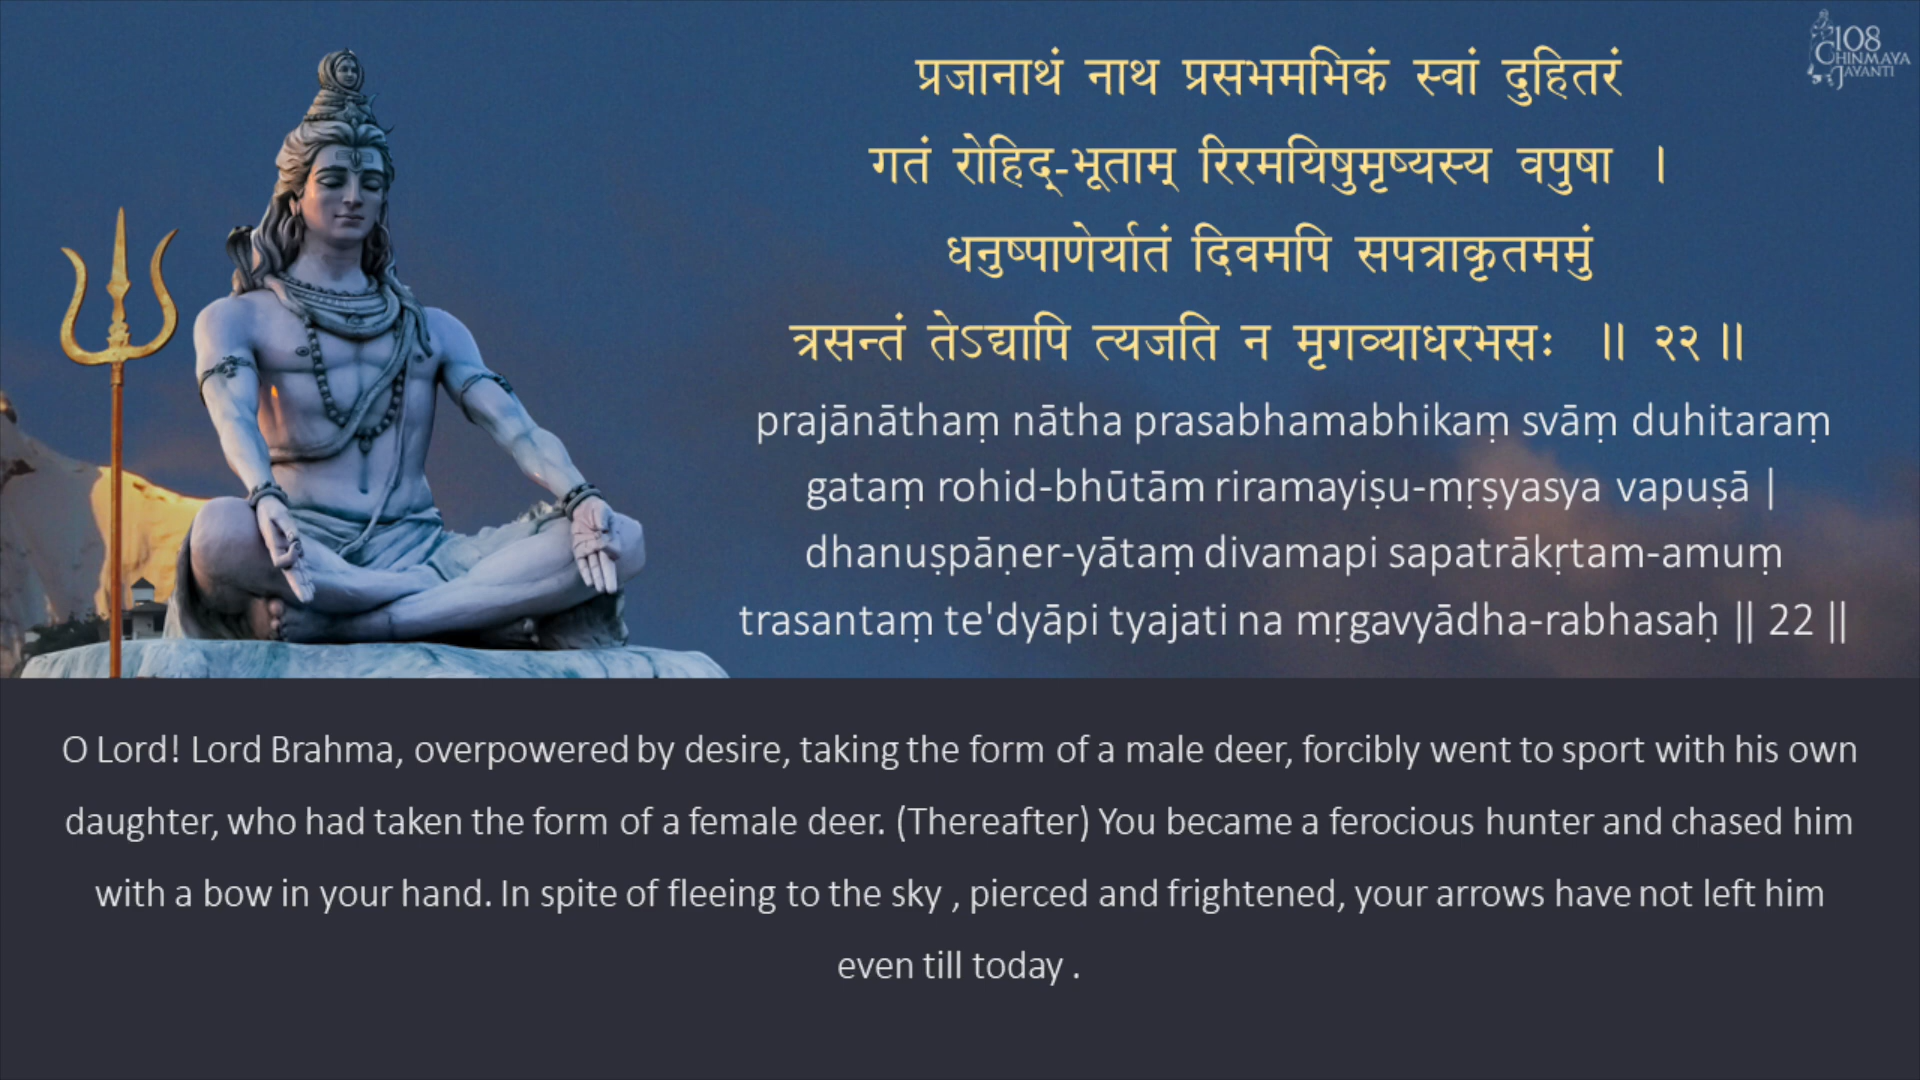 108
CHINMAYA
JAYANTI
प्रजानाथं नाथ प्रसभमभिकं स्वां दुहितरं
गतं रोहिद्-भूताम् रिरमयिषुमृष्यस्य वपुषा ।
धनुष्पाणेर्यातं दिवमपि सपत्राकृतममुं
त्रसन्तं तेऽद्यापि त्यजति न मृगव्याधरभसः ॥ २२ ॥
prajānāthaṃ nātha prasabhamabhikaṃ svāṃ duhitaraṃ
gataṃ rohid-bhūtām riramayiṣu-mṛṣyasya vapuṣā |
dhanuṣpāṇer-yātaṃ divamapi sapatrākṛtam-amuṃ
trasantaṃ te'dyāpi tyajati na mṛgavyādha-rabhasaḥ || 22 ||
O Lord! Lord Brahma, overpowered by desire, taking the form of a male deer, forcibly went to sport with his own
daughter, who had taken the form of a female deer. (Thereafter) You became a ferocious hunter and chased him
with a bow in your hand. In spite of fleeing to the sky , pierced and frightened, your arrows have not left him
even till today .